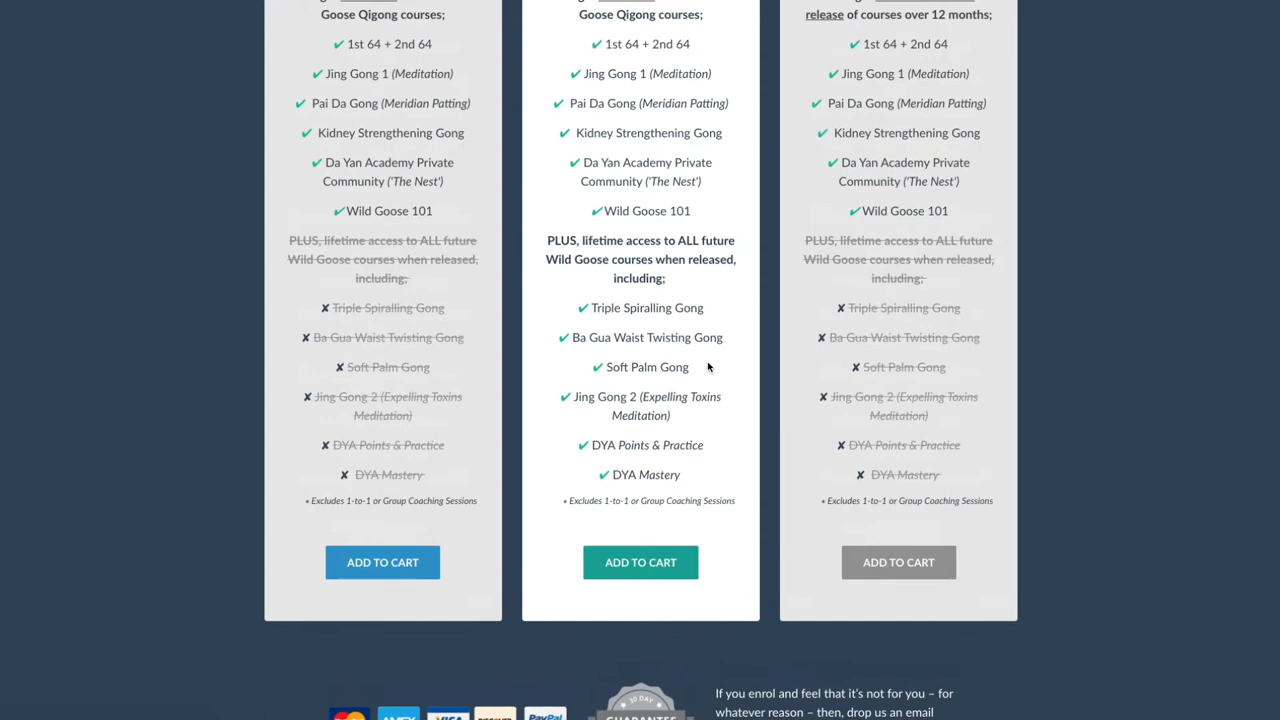 Goose Qigong courses;
✔ 1st 64 + 2nd 64
✔ Jing Gong 1 (Meditation)
✔ Pai Da Gong (Meridian Patting)
✔ Kidney Strengthening Gong
✔ Da Yan Academy Private
Community ('The Nest')
✔ Wild Goose 101
PLUS, lifetime access to ALL future
Wild Goose courses when released,
including;
✘ Triple Spiralling Gong
✘ Ba Gua Waist Twisting Gong
✘ Soft Palm Gong
✘ Jing Gong 2 (Expelling Toxins
Meditation)
✘ DYA Points & Practice
✘ DYA Mastery
* Excludes 1-to-1 or Group Coaching Sessions
ADD TO CART
Goose Qigong courses;
✔ 1st 64 + 2nd 64
✔ Jing Gong 1 (Meditation)
✔ Pai Da Gong (Meridian Patting)
✔ Kidney Strengthening Gong
✔ Da Yan Academy Private
Community ('The Nest')
✔ Wild Goose 101
PLUS, lifetime access to ALL future
Wild Goose courses when released,
including;
✔ Triple Spiralling Gong
✔ Ba Gua Waist Twisting Gong
✔ Soft Palm Gong
✔ Jing Gong 2 (Expelling Toxins
Meditation)
✔ DYA Points & Practice
✔ DYA Mastery
* Excludes 1-to-1 or Group Coaching Sessions
ADD TO CART
release of courses over 12 months;
✔ 1st 64 + 2nd 64
✔ Jing Gong 1 (Meditation)
✔ Pai Da Gong (Meridian Patting)
✔ Kidney Strengthening Gong
✔ Da Yan Academy Private
Community ('The Nest')
✔ Wild Goose 101
PLUS, lifetime access to ALL future
Wild Goose courses when released,
including;
✘ Triple Spiralling Gong
✘ Ba Gua Waist Twisting Gong
✘ Soft Palm Gong
✘ Jing Gong 2 (Expelling Toxins
Meditation)
✘ DYA Points & Practice
✘ DYA Mastery
* Excludes 1-to-1 or Group Coaching Sessions
ADD TO CART
AMEX VISA PayPal
30 DAY
GUARANTEE
If you enrol and feel that it's not for you – for
whatever reason – then, drop us an email